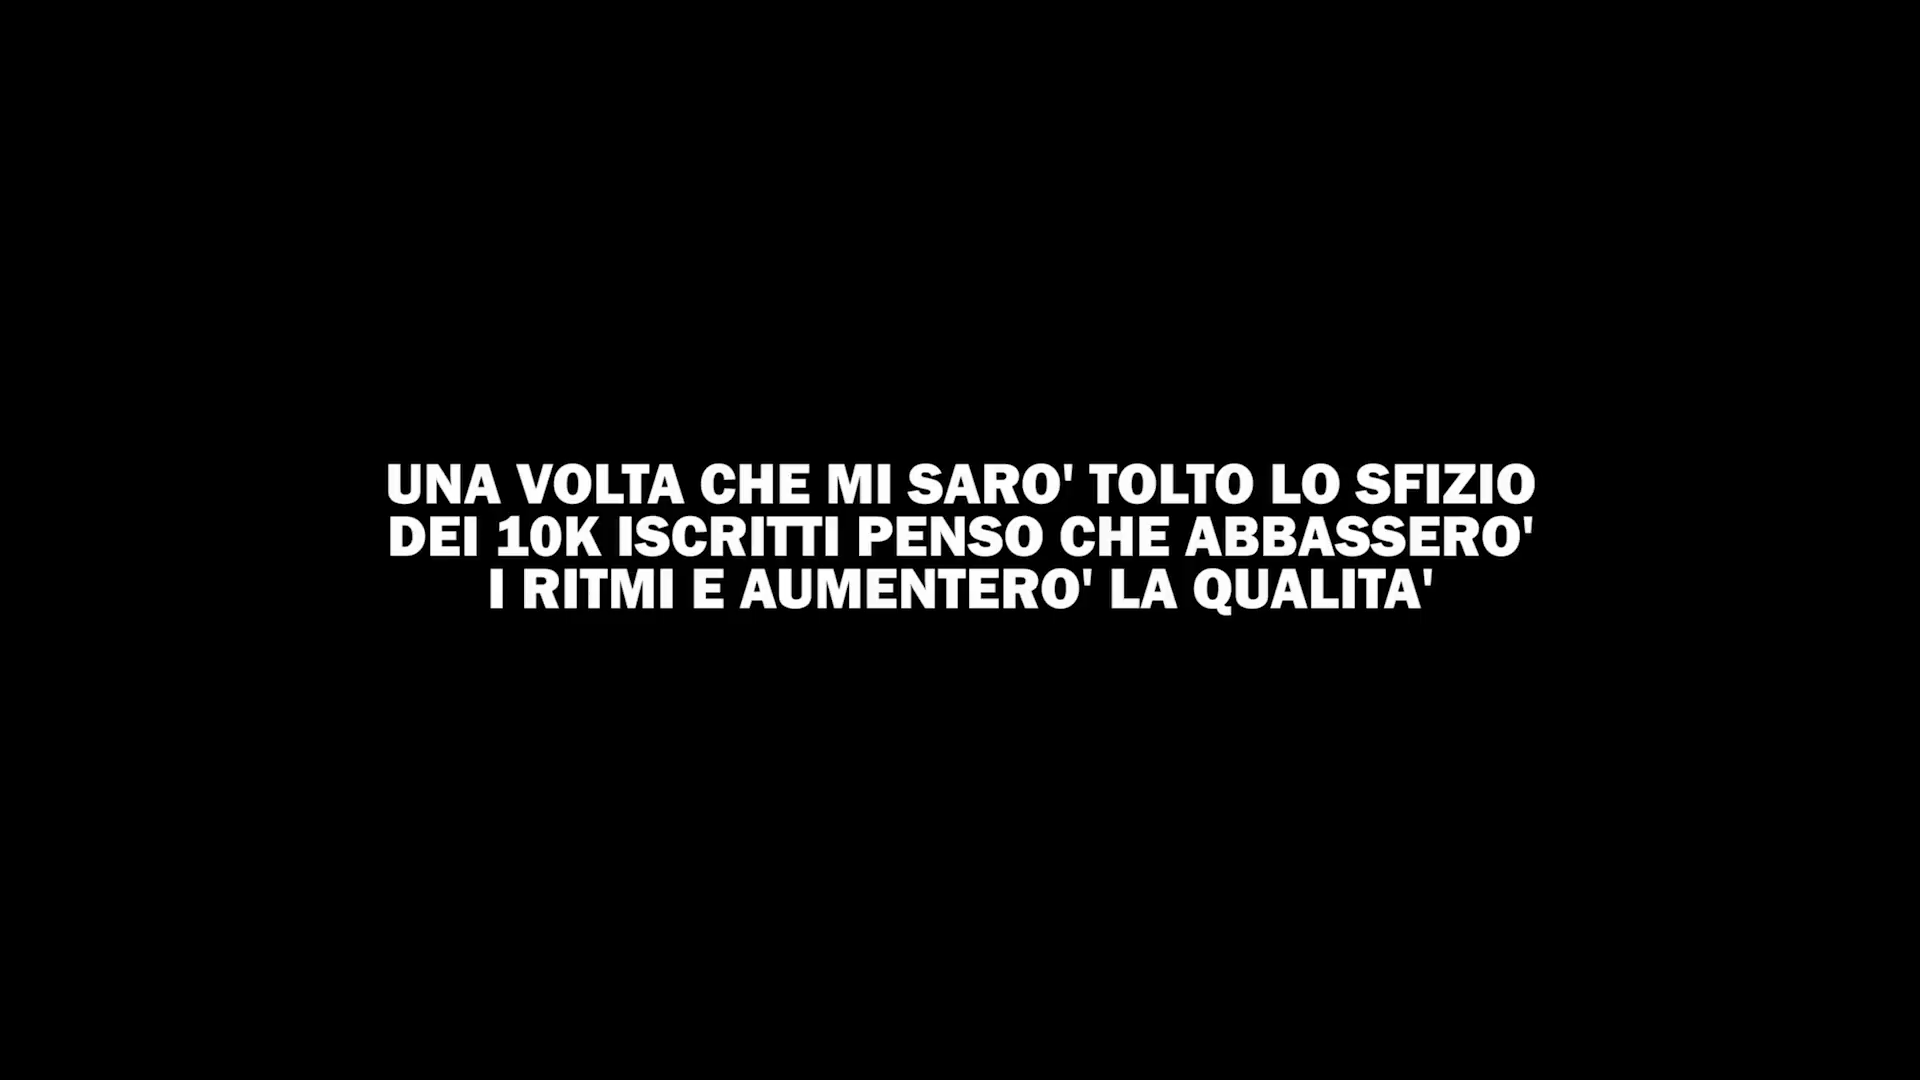 UNA VOLTA CHE MI SARO' TOLTO LO SFIZIO
DEI 10K ISCRITTI PENSO CHE ABBASSERO'
I RITMI E AUMENTERO' LA QUALITA'